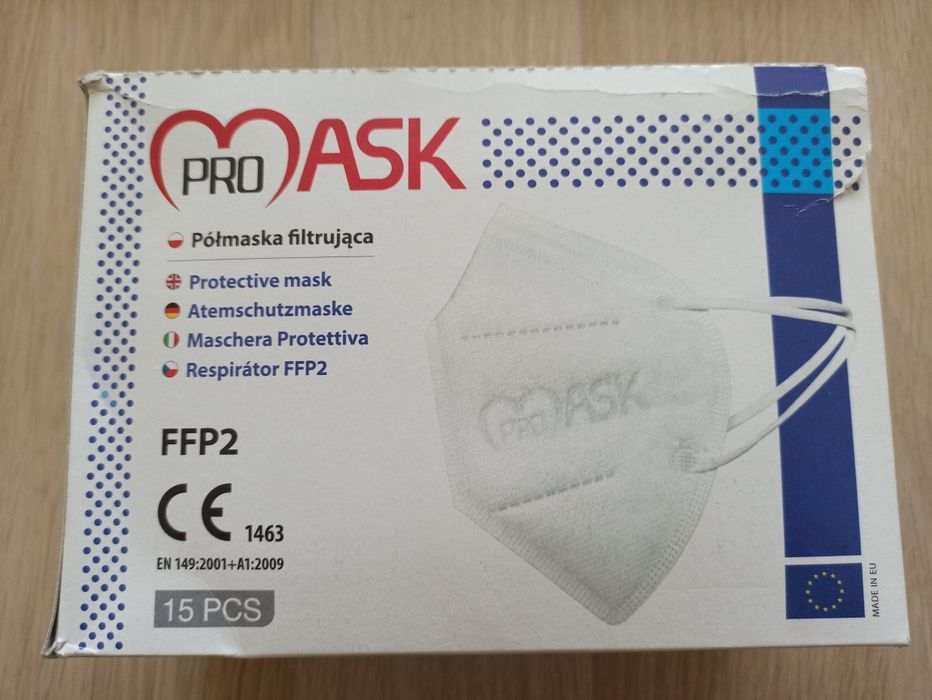 PRO MASK
Półmaska filtrująca
Protective mask
Atemschutzmaske
Maschera Protettiva
Respirátor FFP2
FFP2
CE 1463
EN 149:2001+A1:2009
15 PCS
PRO MASK
MADE IN EU